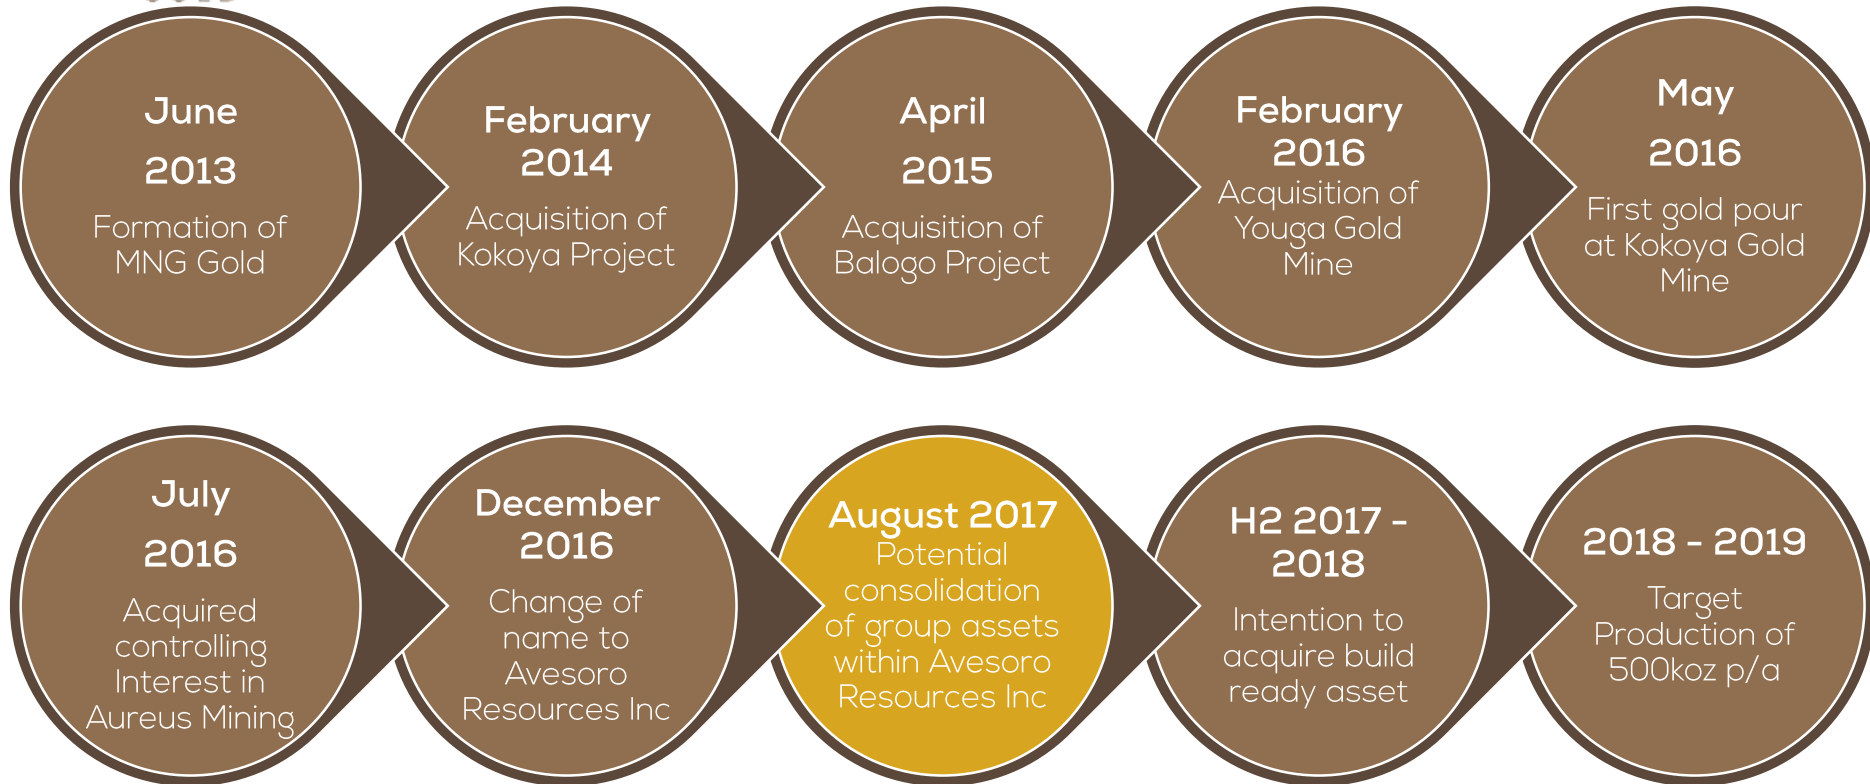 June
2013
Formation of
MNG Gold
February
2014
Acquisition of
Kokoya Project
April
2015
Acquisition of
Balogo Project
February
2016
Acquisition of
Youga Gold
Mine
May
2016
First gold pour
at Kokoya Gold
Mine
July
2016
Acquired
controlling
Interest in
Aureus Mining
December
2016
Change of
name to
Avesoro
Resources Inc
August 2017
Potential
consolidation
of group assets
within Avesoro
Resources Inc
H2 2017 -
2018
Intention to
acquire build
ready asset
2018 - 2019
Target
Production of
500koz p/a